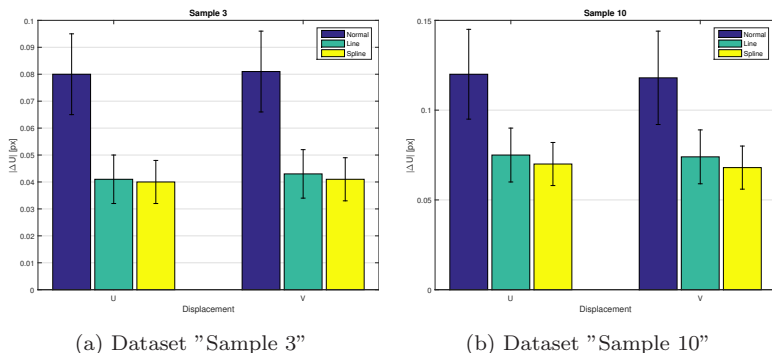 Sample 3
0.1
0.09
0.08
0.07
0.06
0.05
0.04
0.03
0.02
0.01
0
|Δ U| [px]
Normal
Line
Spline
U
V
Displacement
(a) Dataset "Sample 3"
Sample 10
0.15
0.1
0.05
0
|Δ U| [px]
Normal
Line
Spline
U
V
Displacement
(b) Dataset "Sample 10"